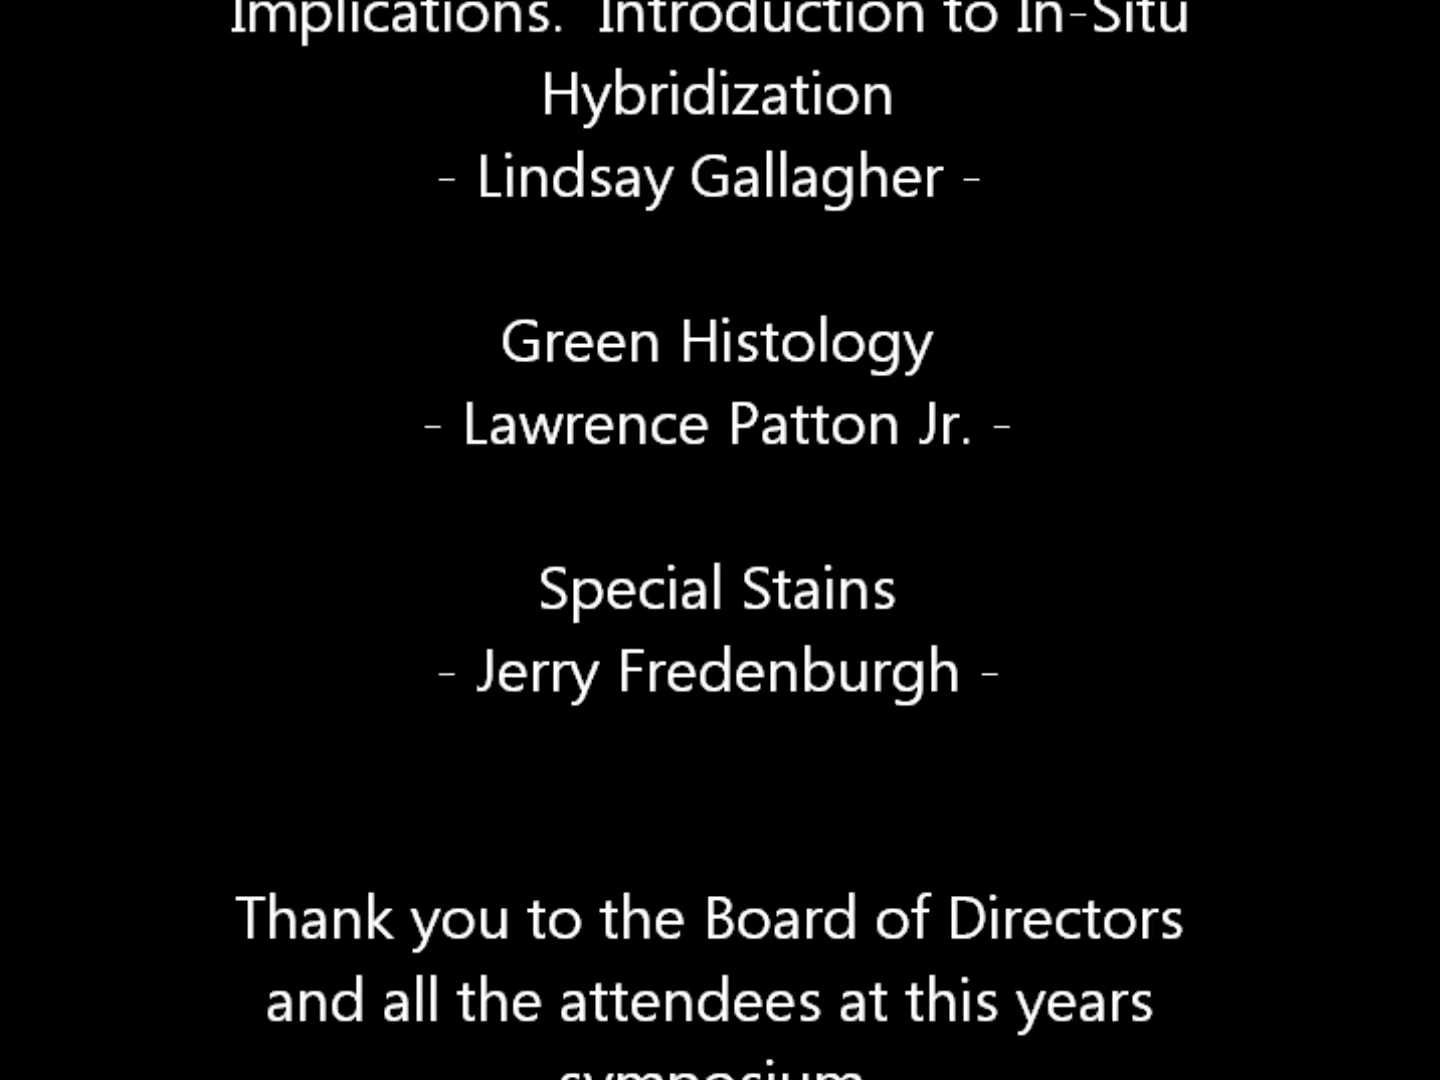 Implications.  Introduction to In-Situ
Hybridization
- Lindsay Gallagher -
Green Histology
- Lawrence Patton Jr. -
Special Stains
- Jerry Fredenburgh -
Thank you to the Board of Directors
and all the attendees at this years
symposium